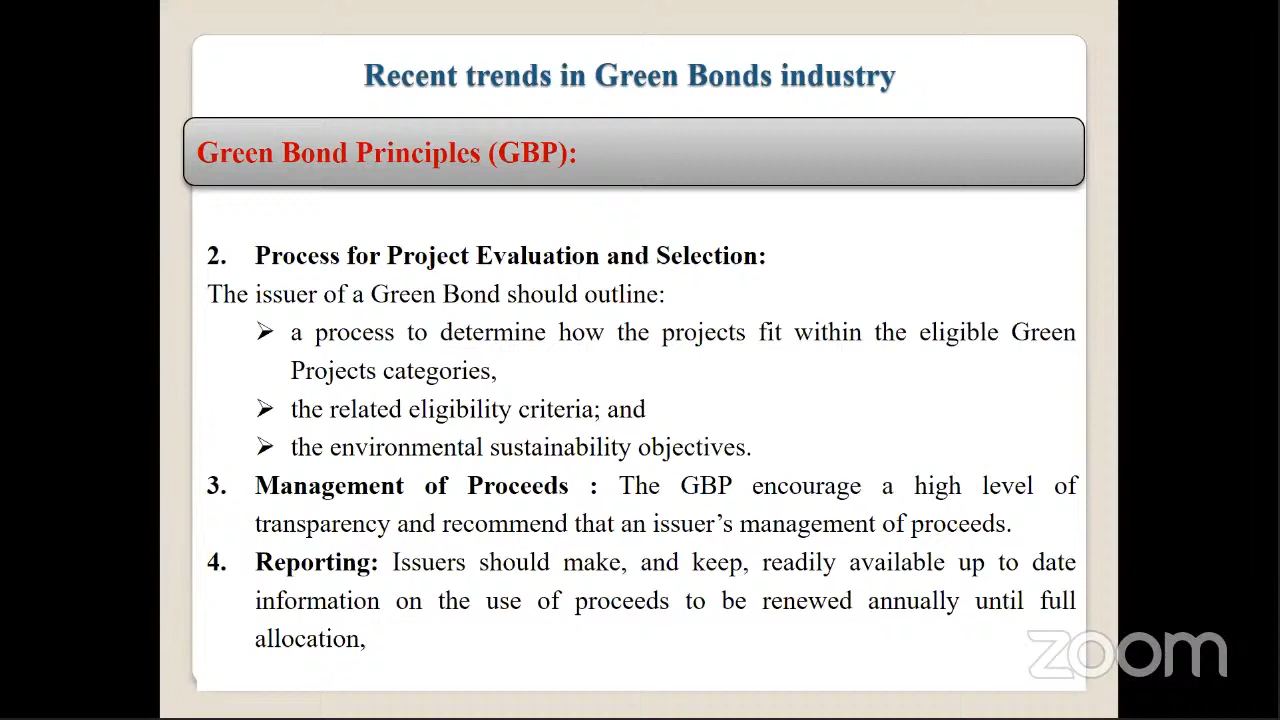 Recent trends in Green Bonds industry
Green Bond Principles (GBP):
2. Process for Project Evaluation and Selection:
The issuer of a Green Bond should outline:
➢ a process to determine how the projects fit within the eligible Green
Projects categories,
➢ the related eligibility criteria; and
➢ the environmental sustainability objectives.
3. Management of Proceeds : The GBP encourage a high level of
transparency and recommend that an issuer’s management of proceeds.
4. Reporting: Issuers should make, and keep, readily available up to date
information on the use of proceeds to be renewed annually until full
allocation,
zoom